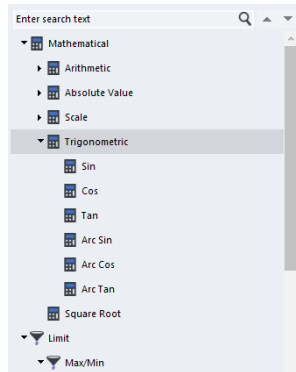 Enter search text
Mathematical
Arithmetic
Absolute Value
Scale
Trigonometric
Sin
Cos
Tan
Arc Sin
Arc Cos
Arc Tan
Square Root
Limit
Max/Min